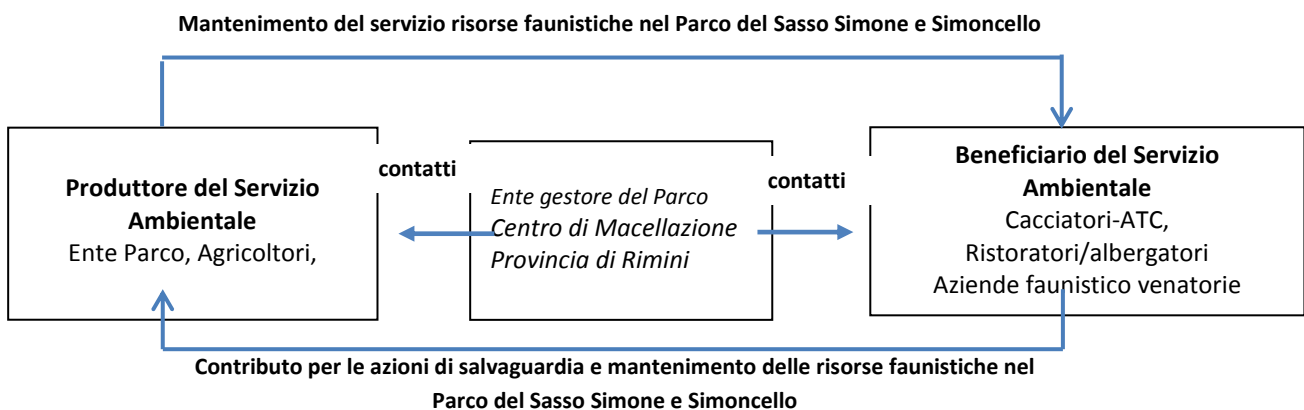 Mantenimento del servizio risorse faunistiche nel Parco del Sasso Simone e Simoncello
Produttore del Servizio
Ambientale
Ente Parco, Agricoltori,
contatti
Ente gestore del Parco
Centro di Macellazione
Provincia di Rimini
contatti
Beneficiario del Servizio
Ambientale
Cacciatori-ATC,
Ristoratori/albergatori
Aziende faunistico venatorie
Contributo per le azioni di salvaguardia e mantenimento delle risorse faunistiche nel
Parco del Sasso Simone e Simoncello